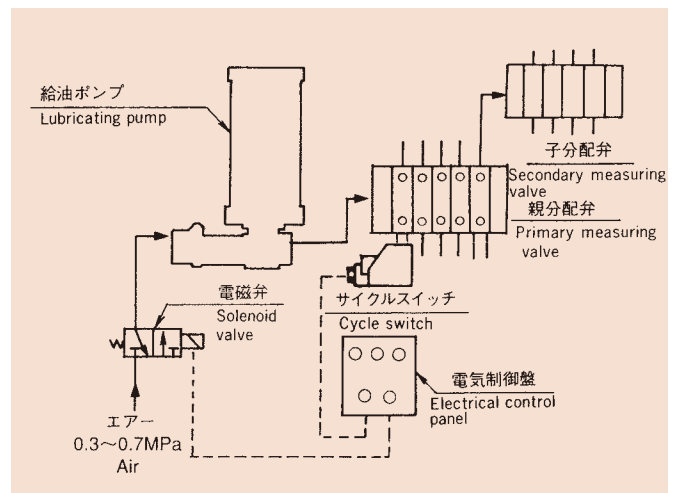 給油ポンプ
Lubricating pump
子分配弁
Secondary measuring
valve
親分配弁
Primary measuring
valve
電磁弁
Solenoid
valve
サイクルスイッチ
Cycle switch
電気制御盤
Electrical control
panel
エアー
0.3～0.7MPa
Air